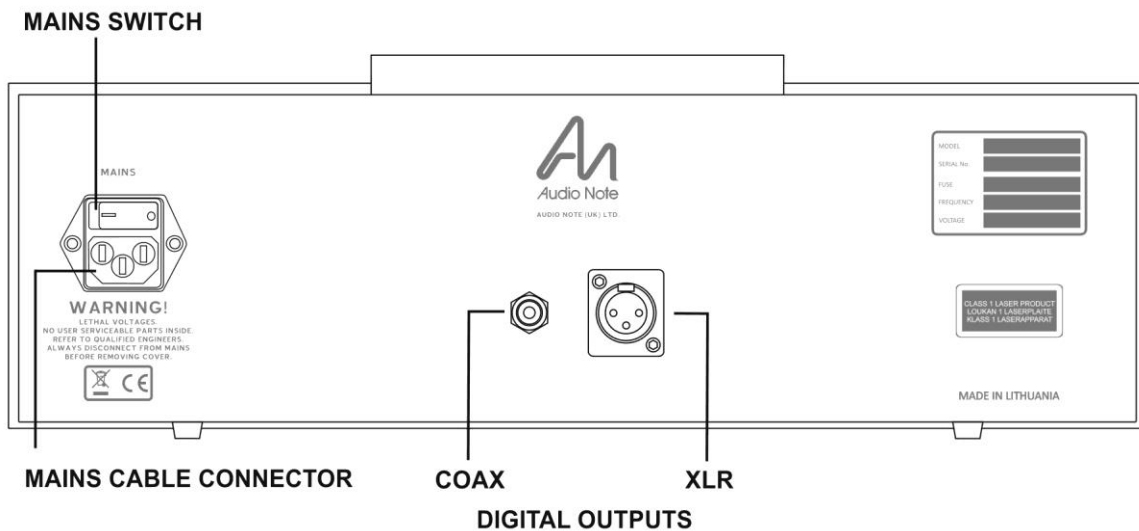 MAINS SWITCH
MAINS
Audio Note
AUDIO NOTE (UK) LTD.
MODEL
SERIAL No.
FUSE
FREQUENCY
VOLTAGE
WARNING!
LETHAL VOLTAGES
NO USER SERVICEABLE PARTS INSIDE.
REFER TO QUALIFIED ENGINEERS.
ALWAYS DISCONNECT FROM MAINS
BEFORE REMOVING COVER.
CE
CLASS 1 LASER PRODUCT
LOUKAN 1 LASERPLAITE
KLASS 1 LASERAPPARAT
MADE IN LITHUANIA
MAINS CABLE CONNECTOR
COAX
XLR
DIGITAL OUTPUTS